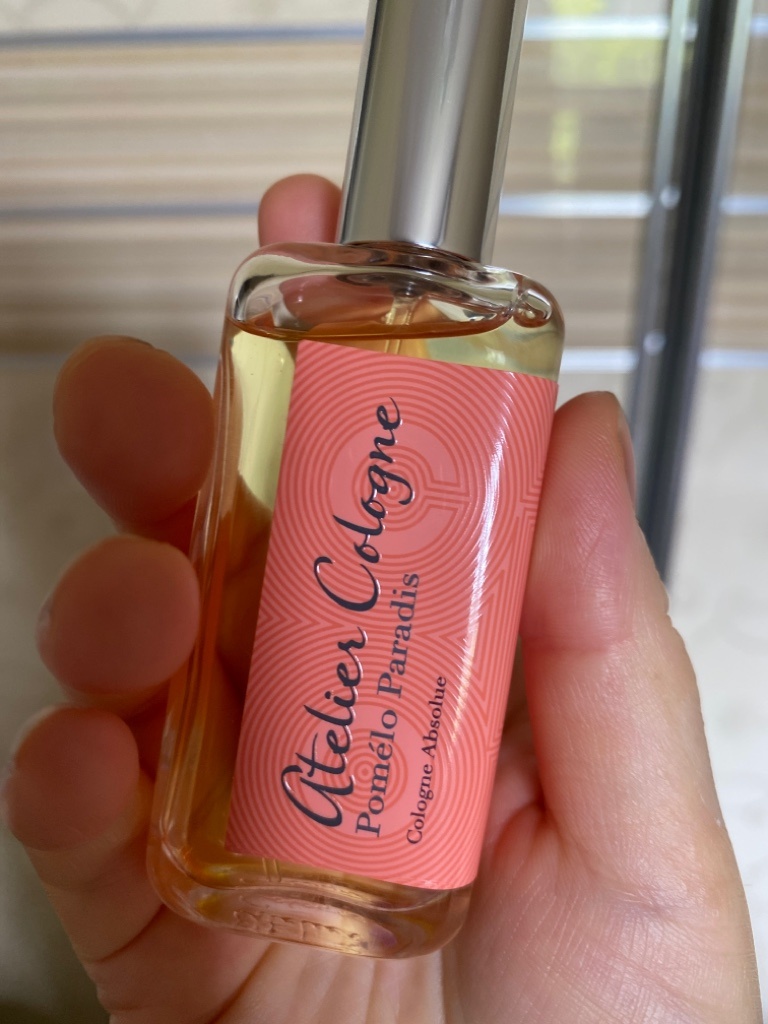 Atelier Cologne
Pomélo Paradis
Cologne Absolue